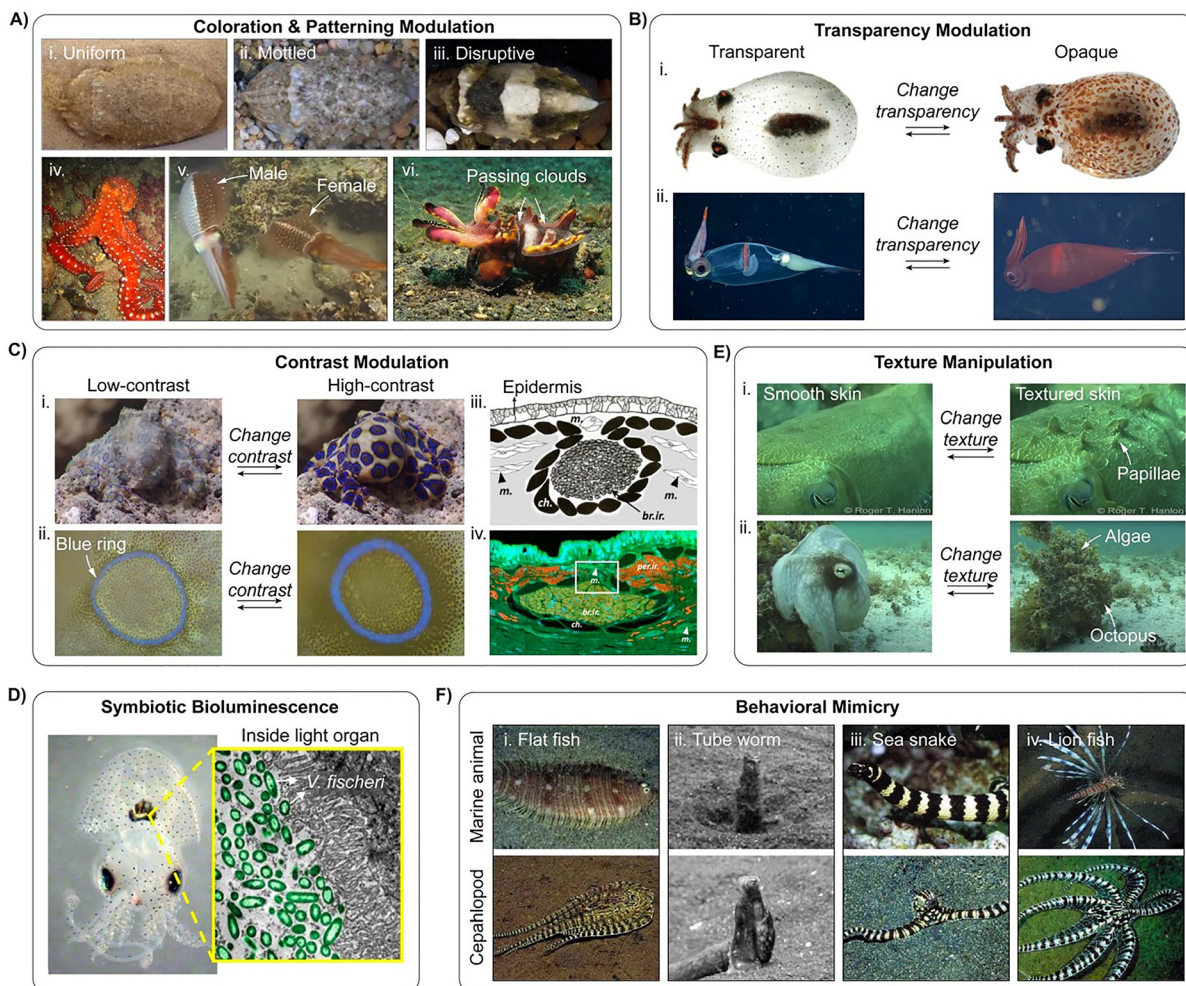 A)
Coloration & Patterning Modulation
i. Uniform
ii. Mottled
iii. Disruptive
iv.
v.
Male
Female
vi.
Passing clouds
B)
Transparency Modulation
Transparent
Opaque
i.
Change
transparency
ii.
Change
transparency
C)
Contrast Modulation
Low-contrast
High-contrast
i.
Change
contrast
ii.
Blue ring
Change
contrast
iii.
Epidermis
m.
m.
m.
ch.
br.ir.
iv.
per.ir.
m.
br.ir.
ch.
m.
E)
Texture Manipulation
i.
Smooth skin
Change
texture
Textured skin
Papillae
© Roger T. Hanlon
© Roger T. Hanlon
ii.
Change
texture
Algae
Octopus
D)
Symbiotic Bioluminescence
Inside light organ
V. fischeri
F)
Behavioral Mimicry
Marine animal
i. Flat fish
ii. Tube worm
iii. Sea snake
iv. Lion fish
Cepahlopod